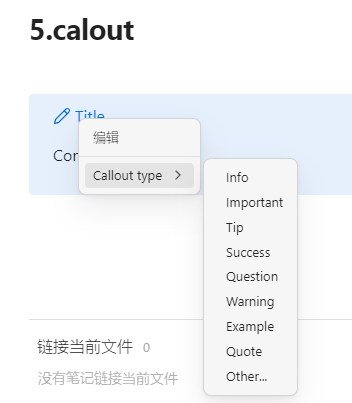 5.calout
Title
编辑
Con
Callout type
Info
Important
Tip
Success
Question
Warning
Example
Quote
Other...
链接当前文件 0
没有笔记链接当前文件